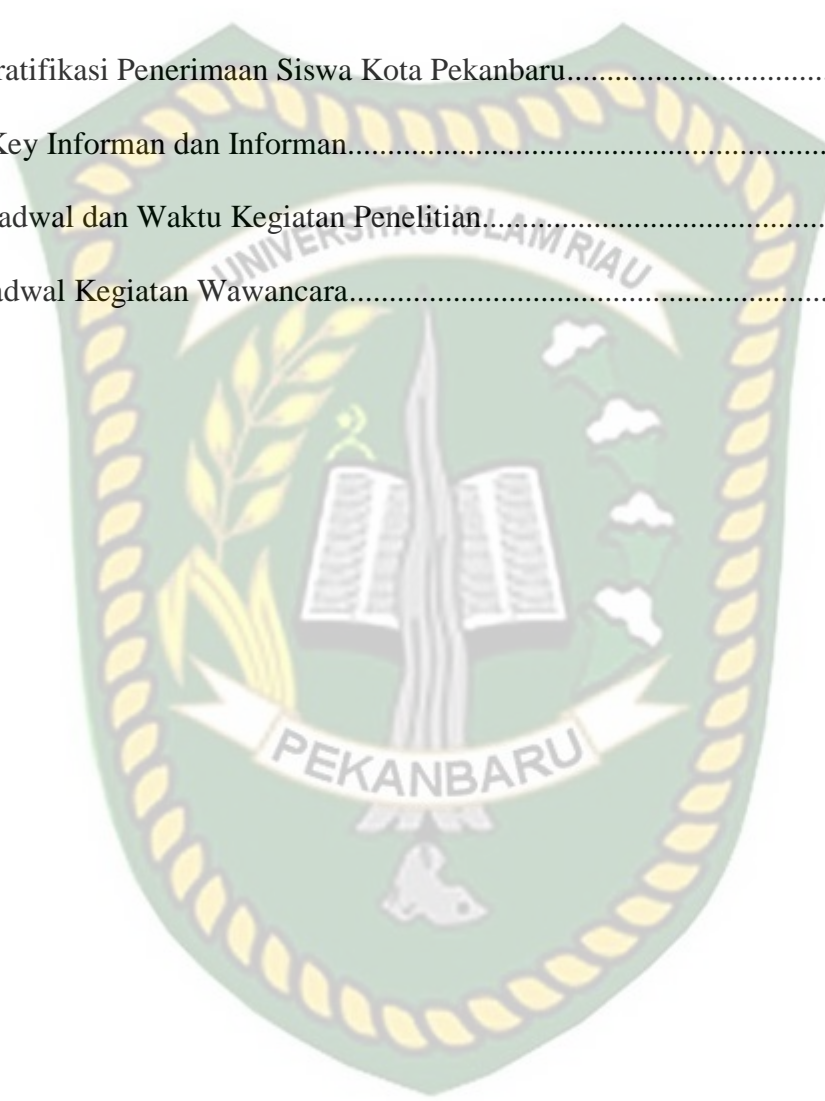 ratifikasi Penerimaan Siswa Kota Pekanbaru................................
Key Informan dan Informan............................................................
adwal dan Waktu Kegiatan Penelitian...........................................
adwal Kegiatan Wawancara............................................................
UNIVERSITAS ISLAM RIAU
PEKANBARU